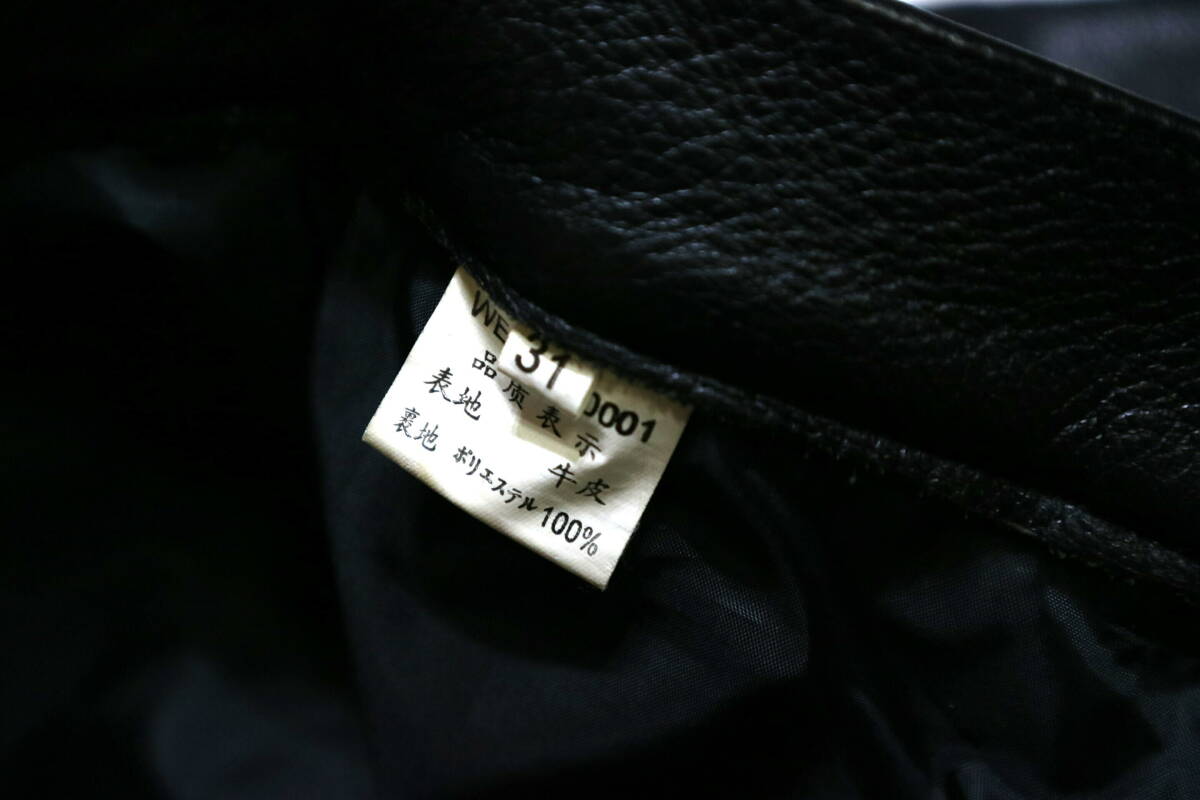 WE
31
0001
品质表示
表地 牛皮
裏地 ポリエステル100%